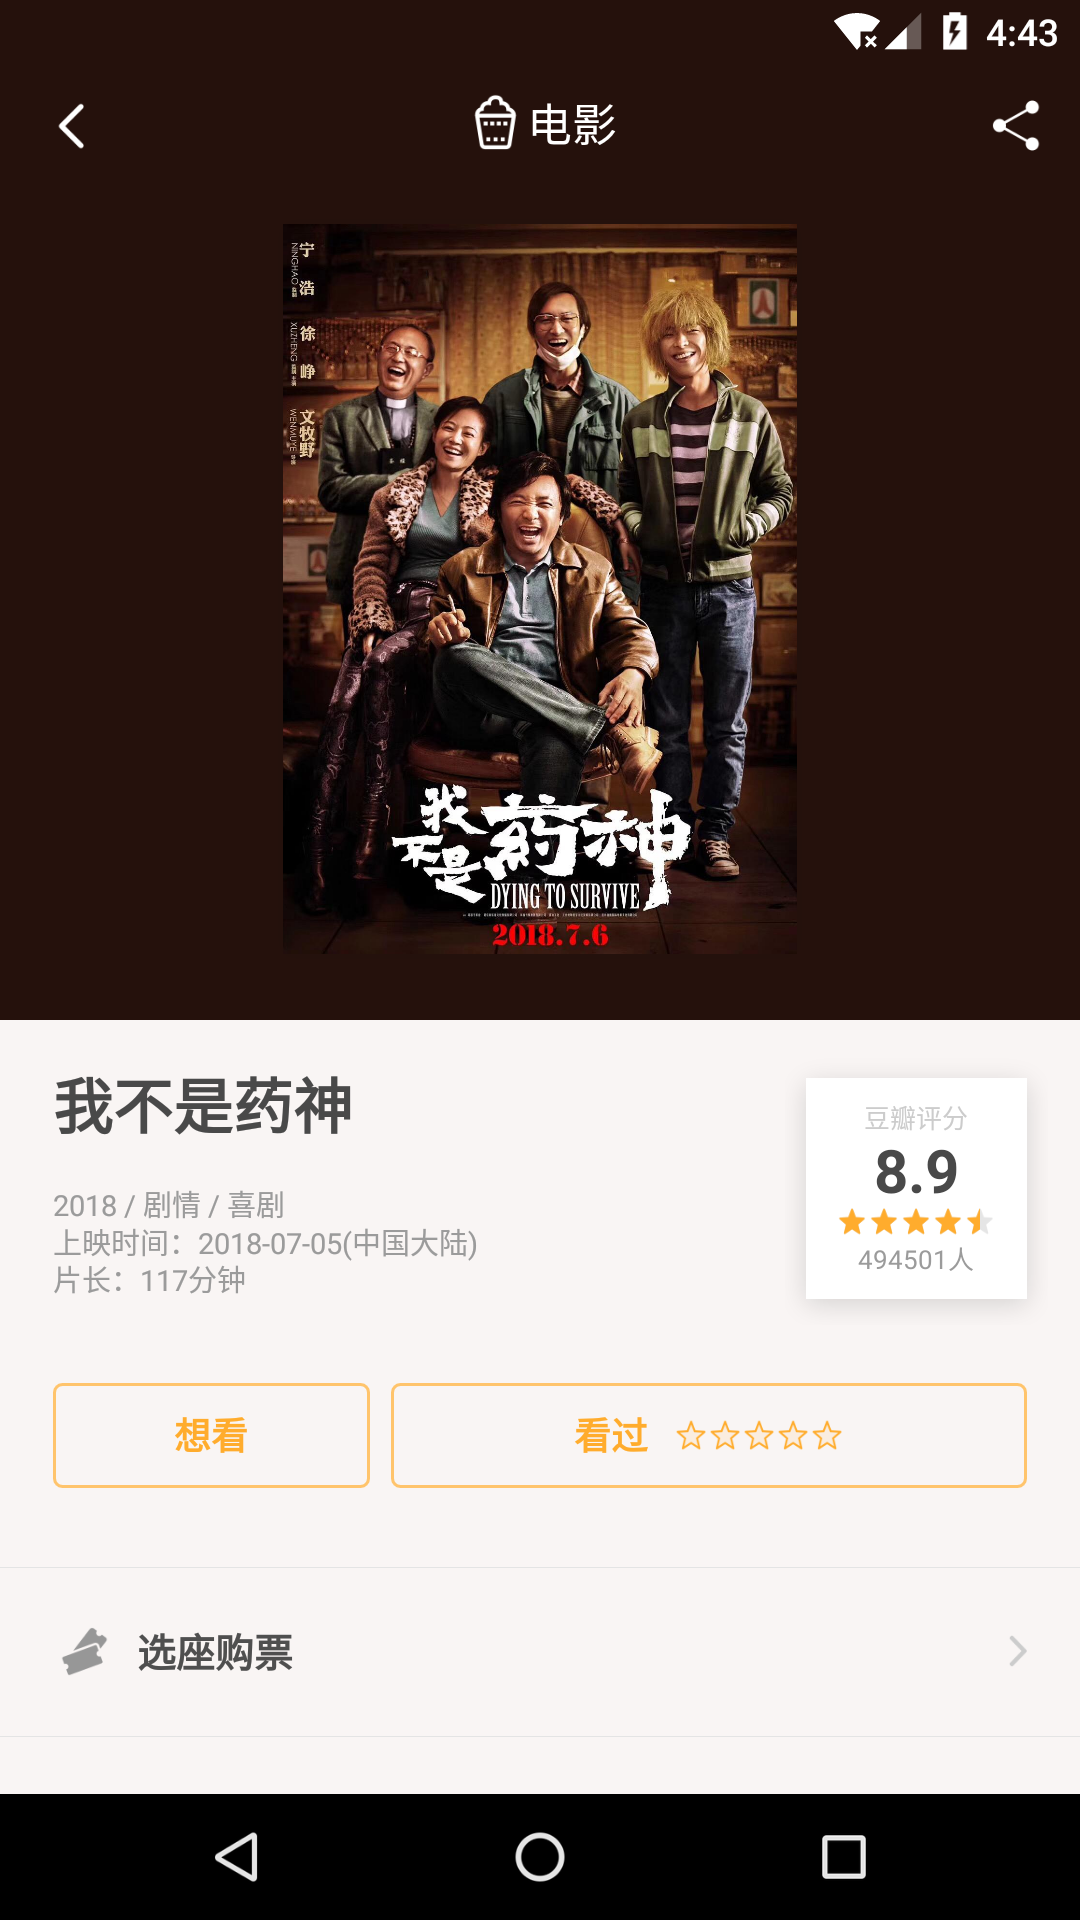 4:43
电影
宁浩
NINGHAO
徐峥
XUZHENG
文牧野
WENMUYE
我不是药神
DYING TO SURVIVE
2018.7.6
我不是药神
豆瓣评分
8.9
494501人
2018 / 剧情 / 喜剧
上映时间：2018-07-05(中国大陆)
片长：117分钟
想看
看过
选座购票